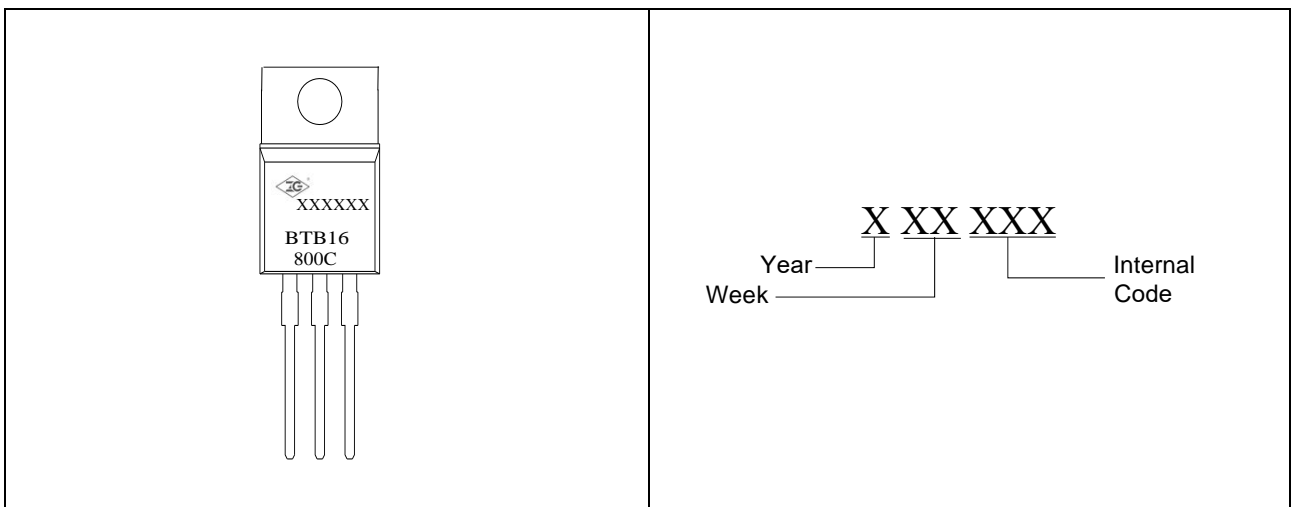 XXXXXX
BTB16
800C
X XX XXX
Year
Week
Internal
Code